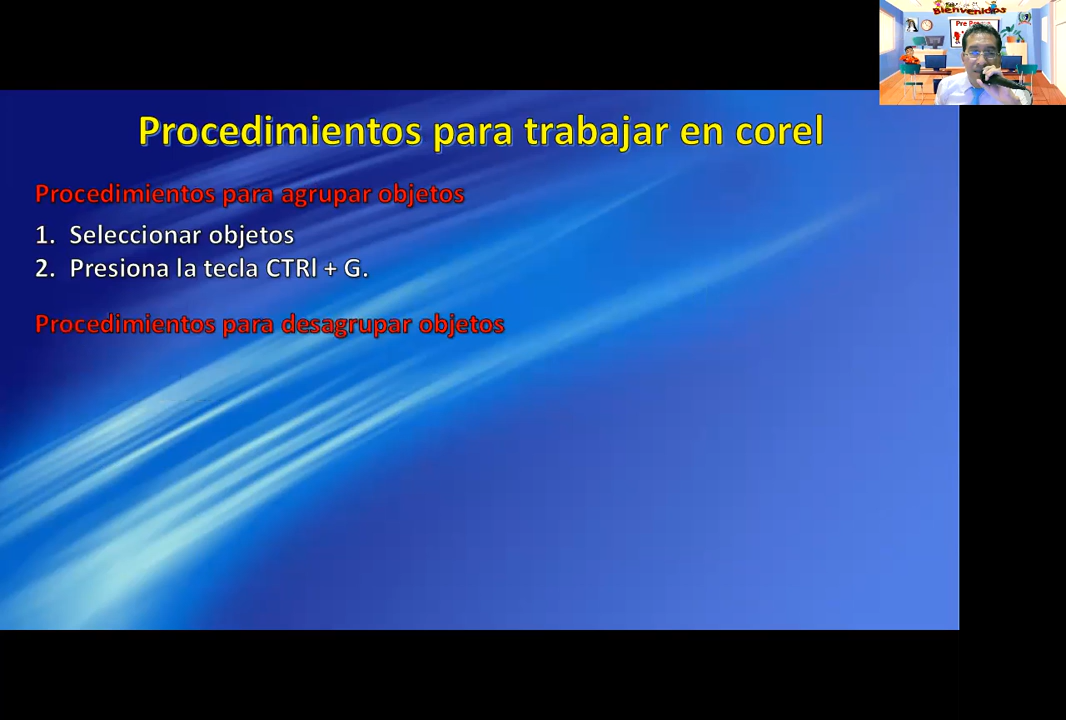 Bienvenidos
Procedimientos para trabajar en corel
Procedimientos para agrupar objetos
1. Seleccionar objetos
2. Presiona la tecla CTRl + G.
Procedimientos para desagrupar objetos